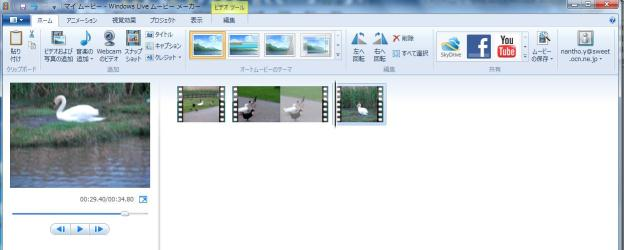 マイ ムービー - Windows Live ムービー メーカー
ビデオ ツール
ホーム アニメーション 視覚効果 プロジェクト 表示 編集
貼り付け
クリップボード
ビデオおよび写真の追加
音楽の追加
Webcam のビデオ
スナップショット
タイトル
キャプション
クレジット
追加
オートムービーのテーマ
左へ回転
右へ回転
削除
すべて選択
編集
SkyDrive
You Tube
共有
ムービーの保存
nantho.y@sweet.ocn.ne.jp
00:29.40/00:34.80